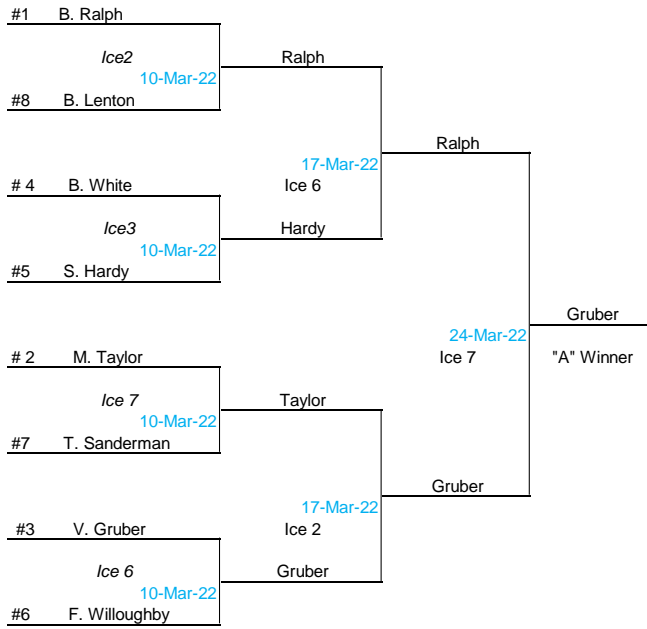 #1 B. Ralph
Ice2 Ralph
10-Mar-22
#8 B. Lenton
Ralph
17-Mar-22
# 4 B. White Ice 6
Ice3 Hardy
10-Mar-22
#5 S. Hardy
Gruber
24-Mar-22
# 2 M. Taylor Ice 7 "A" Winner
Ice 7 Taylor
10-Mar-22
#7 T. Sanderman
Gruber
17-Mar-22
#3 V. Gruber Ice 2
Ice 6 Gruber
10-Mar-22
#6 F. Willoughby